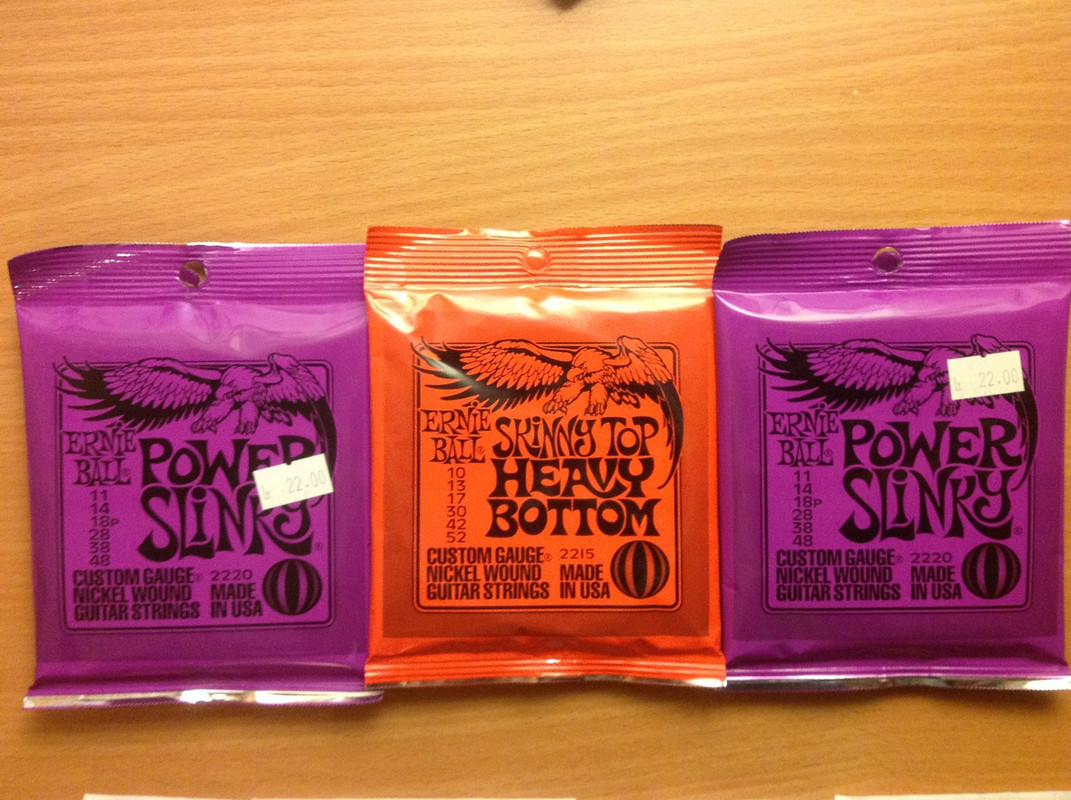 ERNIE
BALL®
POWER
SLINKY®
22.00
11
14
18P
28
38
48
CUSTOM GAUGE® 2220
NICKEL WOUND MADE
GUITAR STRINGS IN USA
ERNIE
BALL®
SKINNY TOP
HEAVY
BOTTOM
10
13
17
30
42
52
CUSTOM GAUGE® 2215
NICKEL WOUND MADE
GUITAR STRINGS IN USA
22.00
ERNIE
BALL®
POWER
SLINKY®
11
14
18P
28
38
48
CUSTOM GAUGE® 2220
NICKEL WOUND MADE
GUITAR STRINGS IN USA